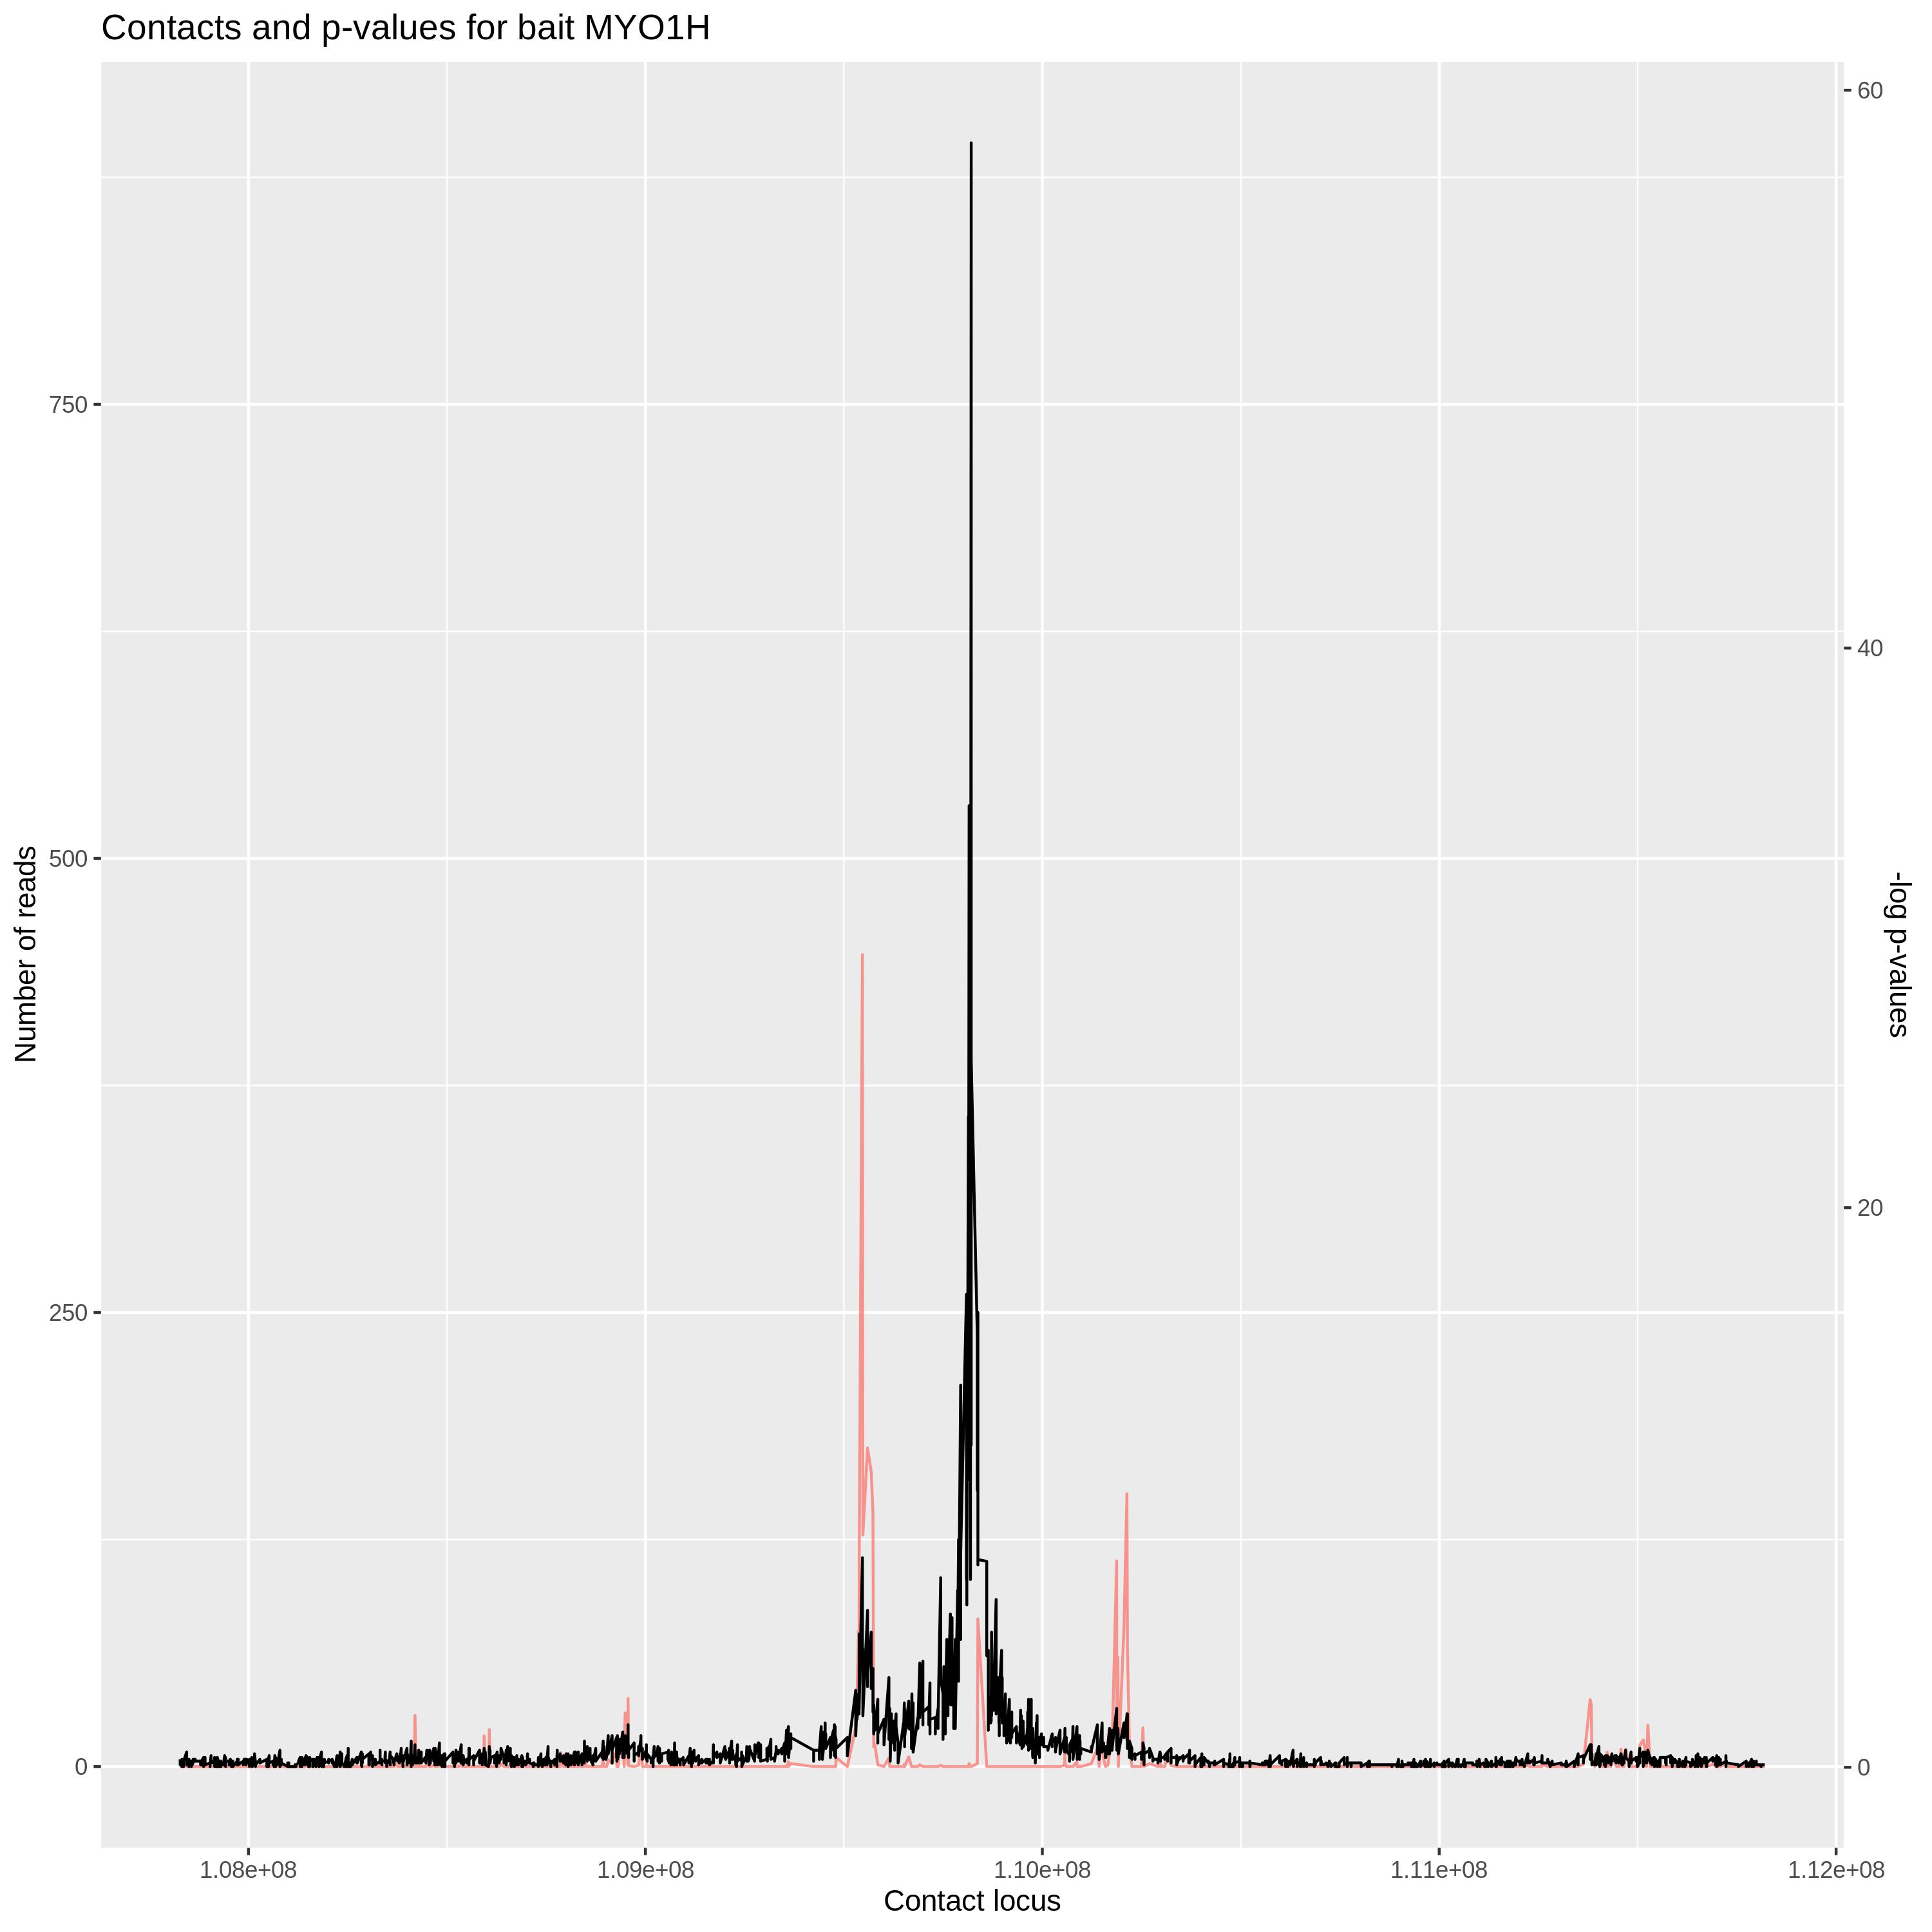 Contacts and p-values for bait MYO1H
60
750
40
500
Number of reads
-log p-values
20
250
0
0
1.08e+08
1.09e+08
1.10e+08
1.11e+08
1.12e+08
Contact locus